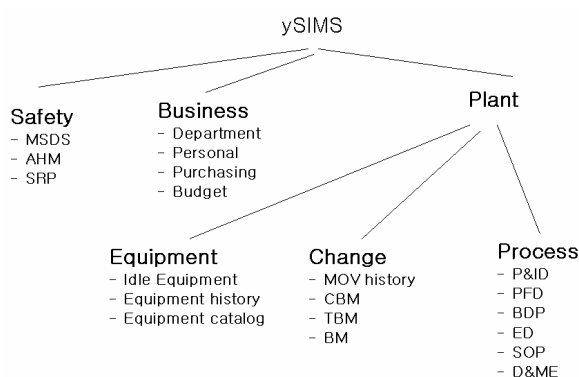 ySIMS
Safety
- MSDS
- AHM
- SRP
Business
- Department
- Personal
- Purchasing
- Budget
Plant
Equipment
- Idle Equipment
- Equipment history
- Equipment catalog
Change
- MOV history
- CBM
- TBM
- BM
Process
- P&ID
- PFD
- BDP
- ED
- SOP
- D&ME